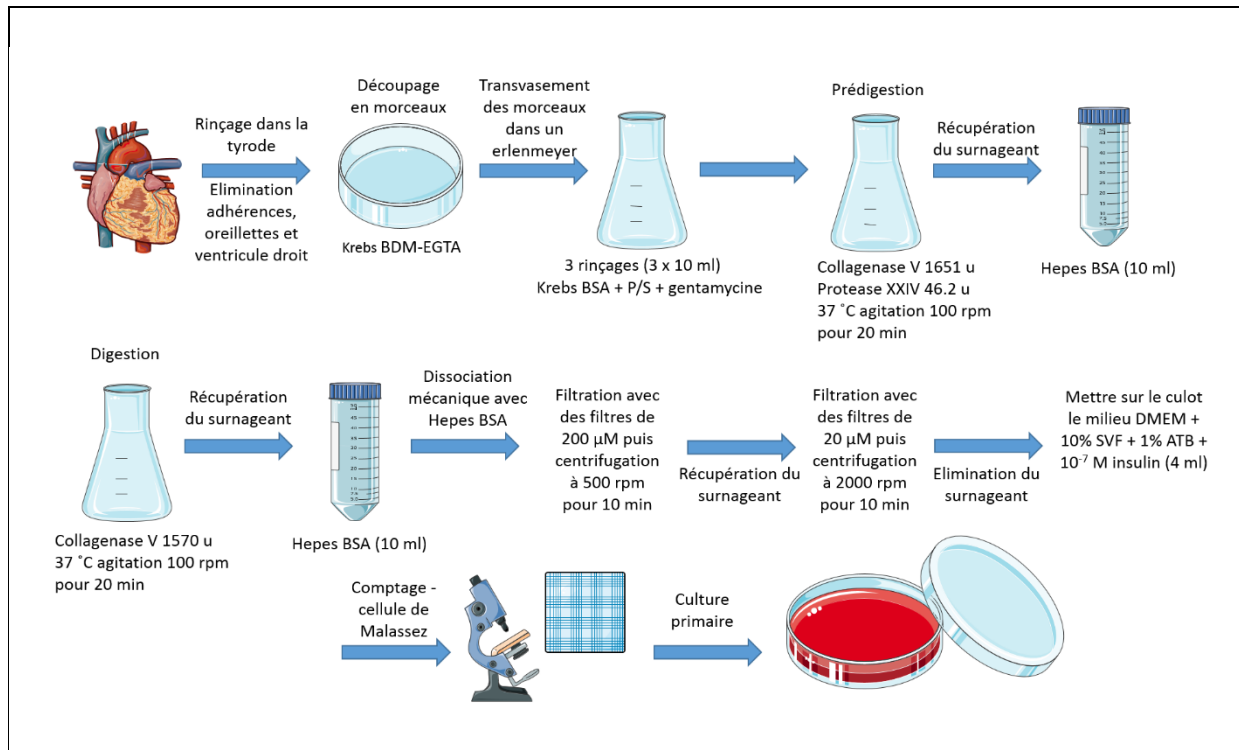 Rinçage dans la
tyrode
Elimination
adhérences,
oreillettes et
ventricule droit
Découpage
en morceaux
Krebs BDM-EGTA
Transvasement
des morceaux
dans un
erlenmeyer
3 rinçages (3 x 10 ml)
Krebs BSA + P/S + gentamycine
Prédigestion
Collagenase V 1651 u
Protease XXIV 46.2 u
37 ˚C agitation 100 rpm
pour 20 min
Récupération
du surnageant
Hepes BSA (10 ml)
Digestion
Collagenase V 1570 u
37 ˚C agitation 100 rpm
pour 20 min
Récupération
du surnageant
Hepes BSA (10 ml)
Dissociation
mécanique avec
Hepes BSA
Filtration avec
des filtres de
200 µM puis
centrifugation
à 500 rpm
pour 10 min
Récupération du
surnageant
Filtration avec
des filtres de
20 µM puis
centrifugation
à 2000 rpm
pour 10 min
Elimination du
surnageant
Mettre sur le culot
le milieu DMEM +
10% SVF + 1% ATB +
10⁻⁷ M insulin (4 ml)
Comptage -
cellule de
Malassez
Culture
primaire